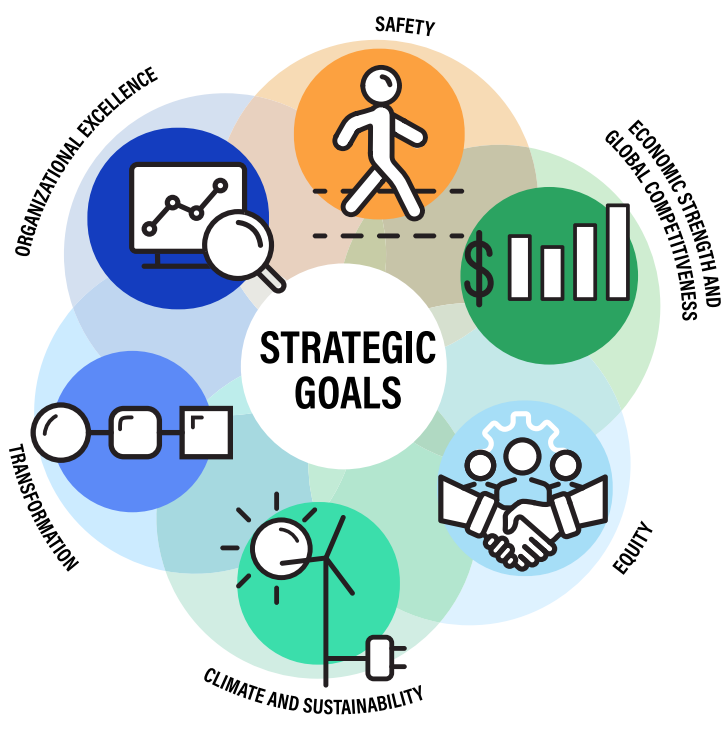 SAFETY
ECONOMIC STRENGTH AND
GLOBAL COMPETITIVENESS
$
EQUITY
CLIMATE AND SUSTAINABILITY
TRANSFORMATION
ORGANIZATIONAL EXCELLENCE
STRATEGIC
GOALS